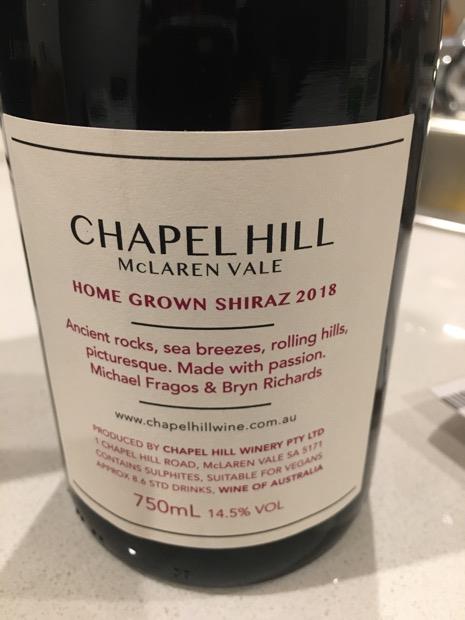 CHAPEL HILL
McLAREN VALE
HOME GROWN SHIRAZ 2018
Ancient rocks, sea breezes, rolling hills,
picturesque. Made with passion.
Michael Fragos & Bryn Richards
www.chapelhillwine.com.au
PRODUCED BY CHAPEL HILL WINERY PTY LTD
1 CHAPEL HILL ROAD, McLAREN VALE SA 5171
CONTAINS SULPHITES, SUITABLE FOR VEGANS
APPROX 8.6 STD DRINKS, WINE OF AUSTRALIA
750mL 14.5% VOL